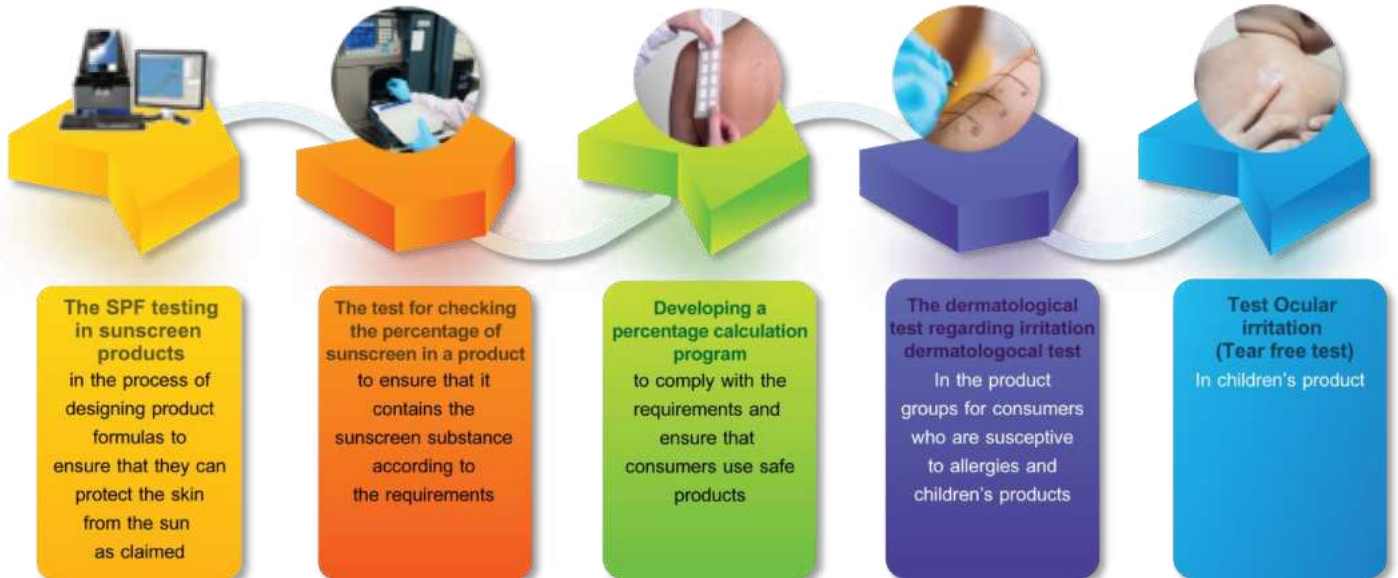 The SPF testing
in sunscreen
products
in the process of
designing product
formulas to
ensure that they can
protect the skin
from the sun
as claimed
The test for checking
the percentage of
sunscreen in a product
to ensure that it
contains the
sunscreen substance
according to
the requirements
Developing a
percentage calculation
program
to comply with the
requirements and
ensure that
consumers use safe
products
The dermatological
test regarding irritation
dermatologocal test
In the product
groups for consumers
who are susceptive
to allergies and
children's products
Test Ocular
irritation
(Tear free test)
In children's product